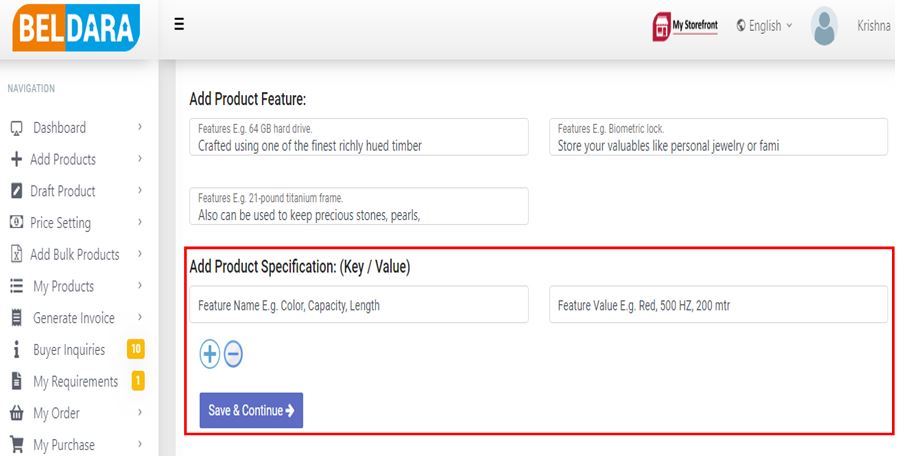 BELDARA
My Storefront
English
Krishna
NAVIGATION
Dashboard
Add Products
Draft Product
Price Setting
Add Bulk Products
My Products
Generate Invoice
Buyer Inquiries 10
My Requirements 1
My Order
My Purchase
Add Product Feature:
Features E.g. 64 GB hard drive.
Crafted using one of the finest richly hued timber
Features E.g. Biometric lock.
Store your valuables like personal jewelry or fami
Features E.g. 21-pound titanium frame.
Also can be used to keep precious stones, pearls,
Add Product Specification: (Key / Value)
Feature Name E.g. Color, Capacity, Length
Feature Value E.g. Red, 500 HZ, 200 mtr
Save & Continue